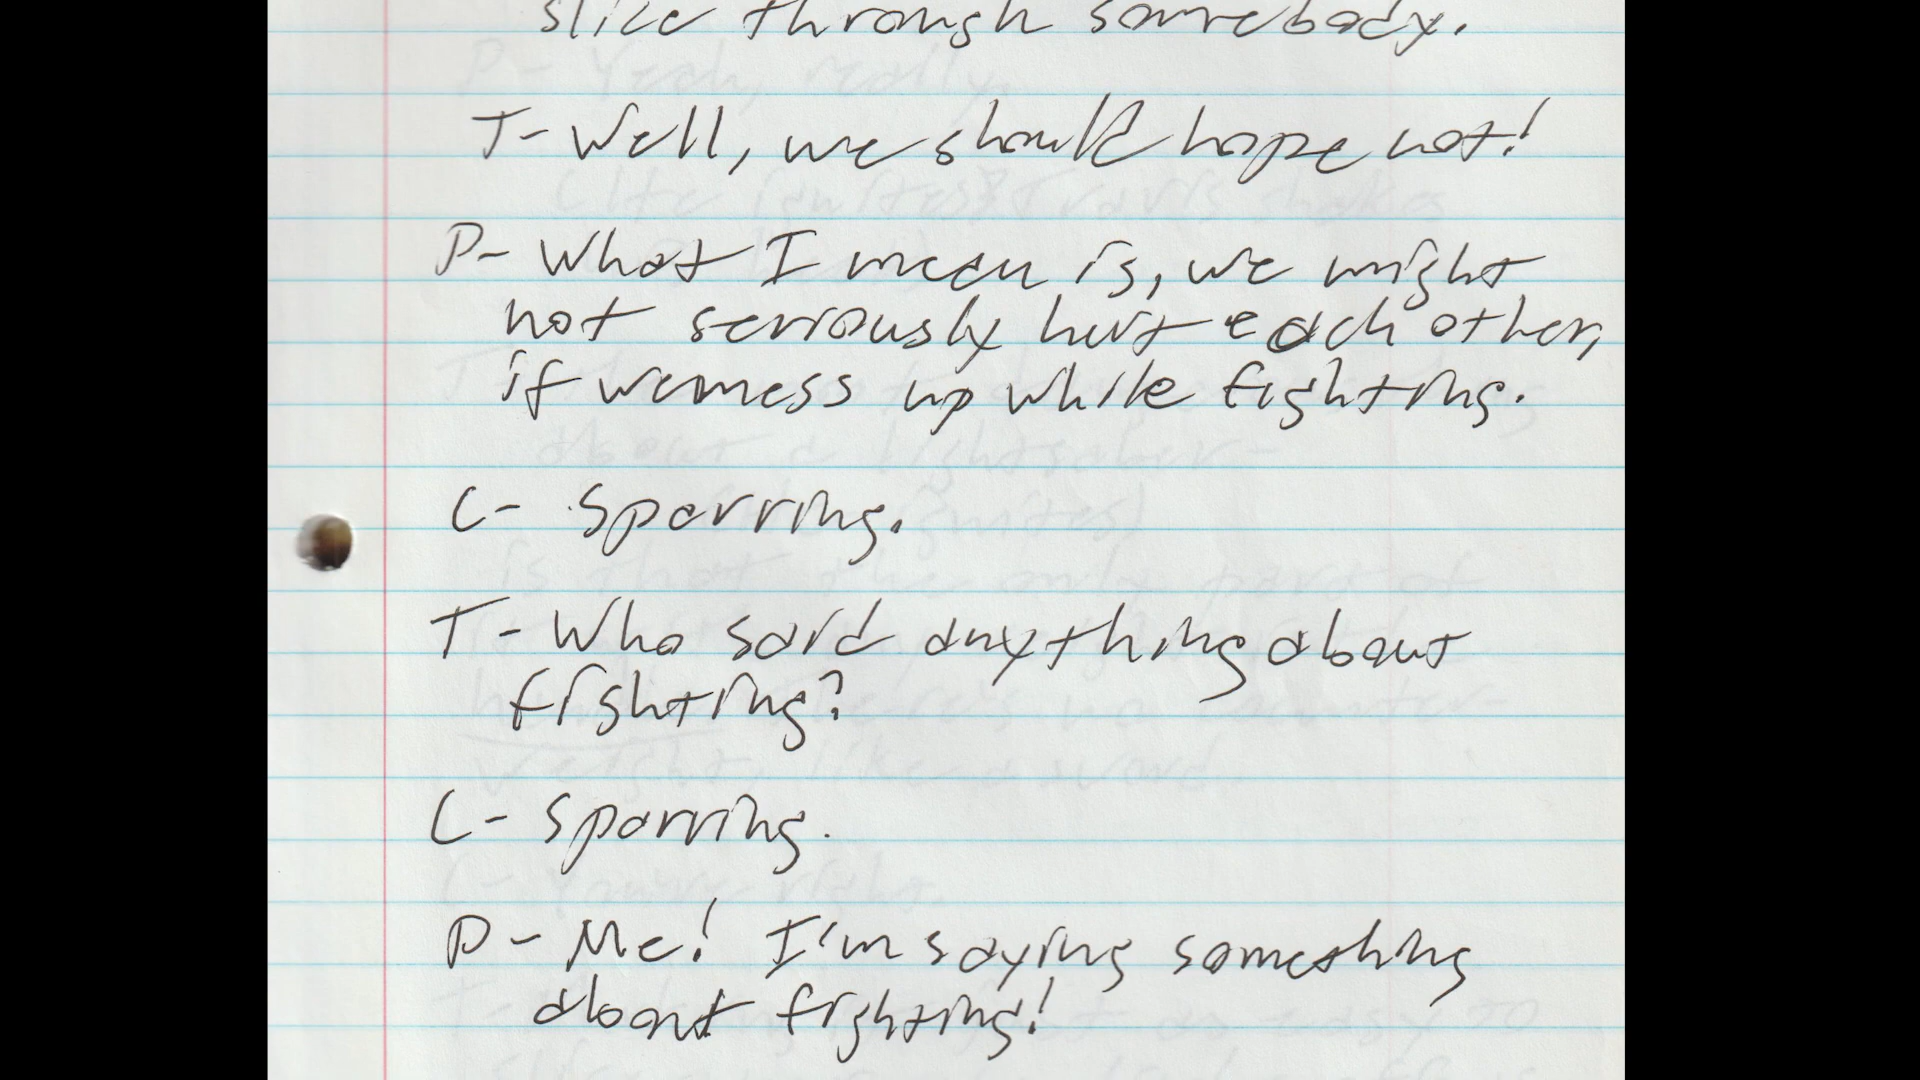 slice through somebody.
T- Well, we should hope not!
P- What I mean is, we might
not seriously hurt each other,
if we mess up while fighting.
C- Sparring.
T- Who said anything about
fighting?
C- Sparring.
P- Me! I'm saying something
about fighting!